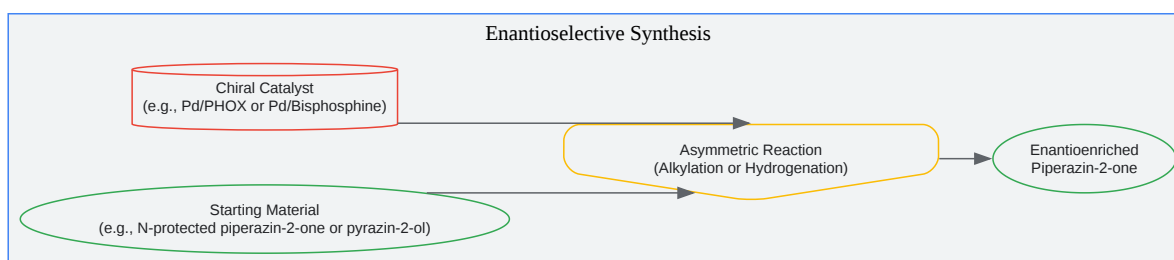 Enantioselective Synthesis
Chiral Catalyst
(e.g., Pd/PHOX or Pd/Bisphosphine)
Asymmetric Reaction
(Alkylation or Hydrogenation)
Enantioenriched
Piperazin-2-one
Starting Material
(e.g., N-protected piperazin-2-one or pyrazin-2-ol)